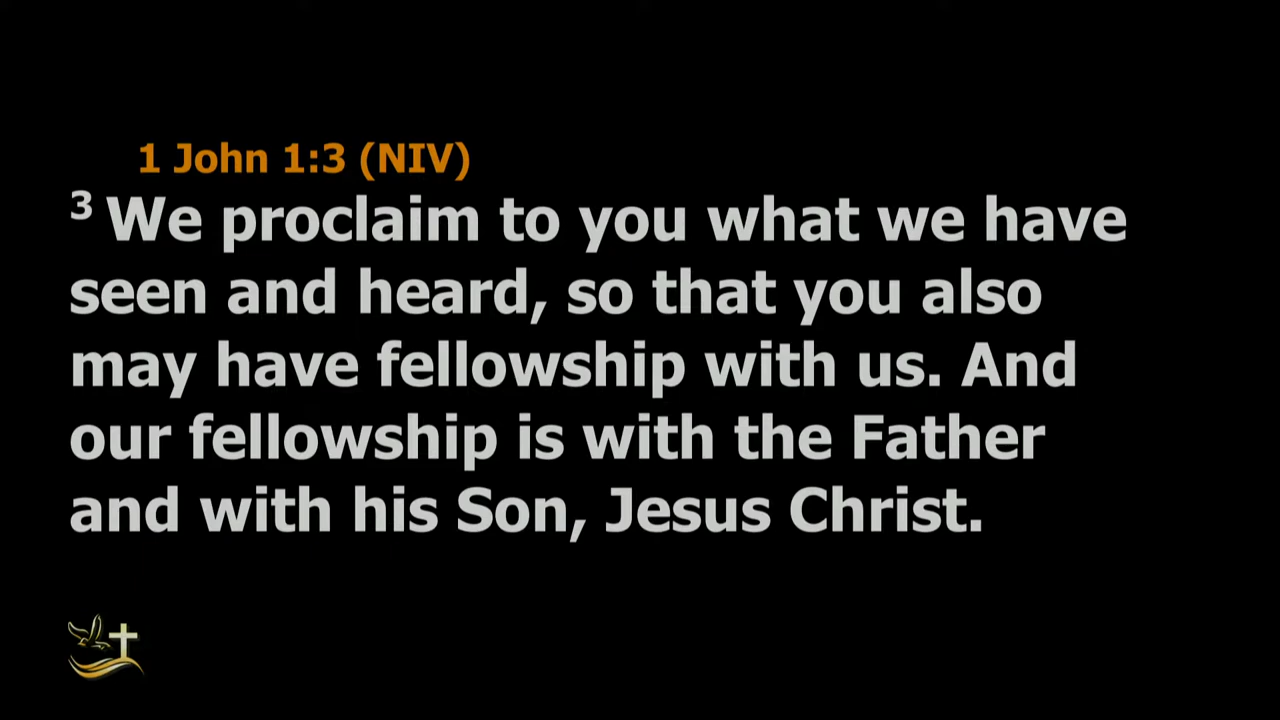 1 John 1:3 (NIV)
3 We proclaim to you what we have
seen and heard, so that you also
may have fellowship with us. And
our fellowship is with the Father
and with his Son, Jesus Christ.